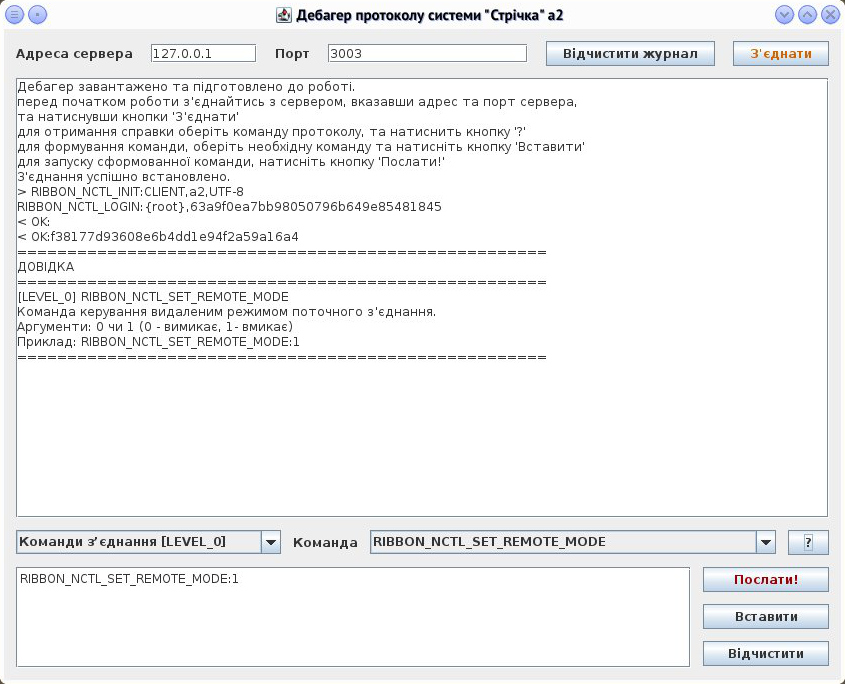 Дебагер протоколу системи "Стрічка" a2
Адреса сервера 127.0.0.1 Порт 3003 Відчистити журнал З'єднати
Дебагер завантажено та підготовлено до роботі.
перед початком роботи з'єднайтись з сервером, вказавши адрес та порт сервера,
та натиснувши кнопки 'З'єднати'
для отримання справки оберіть команду протоколу, та натиснить кнопку '?'
для формування команди, оберіть необхідну команду та натисніть кнопку 'Вставити'
для запуску сформованної команди, натисніть кнопку 'Послати!'
З'єднання успішно встановлено.
> RIBBON_NCTL_INIT:CLIENT,a2,UTF-8
RIBBON_NCTL_LOGIN:{root},63a9f0ea7bb98050796b649e85481845
< OK:
< OK:f38177d93608e6b4dd1e94f2a59a16a4
=====================================================
ДОВІДКА
=====================================================
[LEVEL_0] RIBBON_NCTL_SET_REMOTE_MODE
Команда керування видаленим режимом поточного з'єднання.
Аргументи: 0 чи 1 (0 - вимикає, 1- вмикає)
Приклад: RIBBON_NCTL_SET_REMOTE_MODE:1
=====================================================
Команди з’єднання [LEVEL_0] Команда RIBBON_NCTL_SET_REMOTE_MODE ?
RIBBON_NCTL_SET_REMOTE_MODE:1
Послати!
Вставити
Відчистити